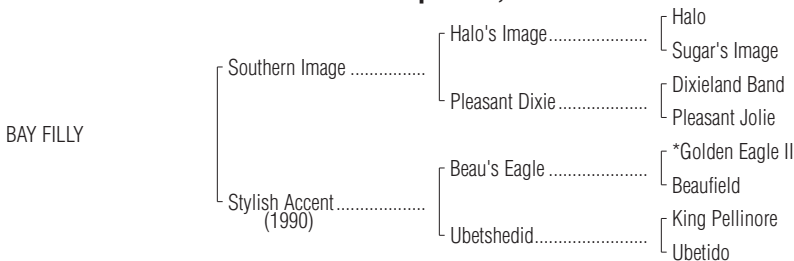 Halo
Halo's Image....................
Sugar's Image
Southern Image ................
Dixieland Band
Pleasant Dixie..................
Pleasant Jolie
BAY FILLY
*Golden Eagle II
Beau's Eagle ....................
Beaufield
Stylish Accent...................
(1990)
King Pellinore
Ubetshedid.......................
Ubetido